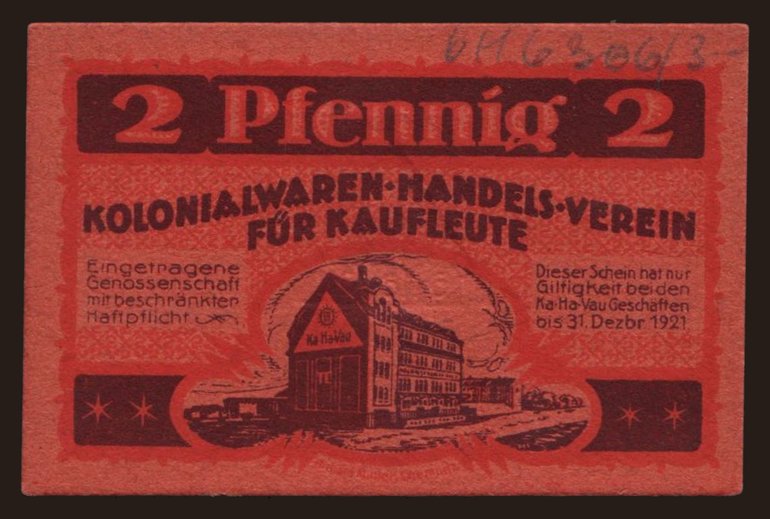 6H6306/3-
2 Pfennig 2
KOLONIALWAREN-HANDELS-VEREIN
FÜR KAUFLEUTE
Eingetragene
Genossenschaft
mit beschränkter
Haftpflicht
Dieser Schein hat nur
Giltigkeit bei den
Ka-Ha-Vau Geschäften
bis 31. Dezbr 1921
Ka-Ha-Vau